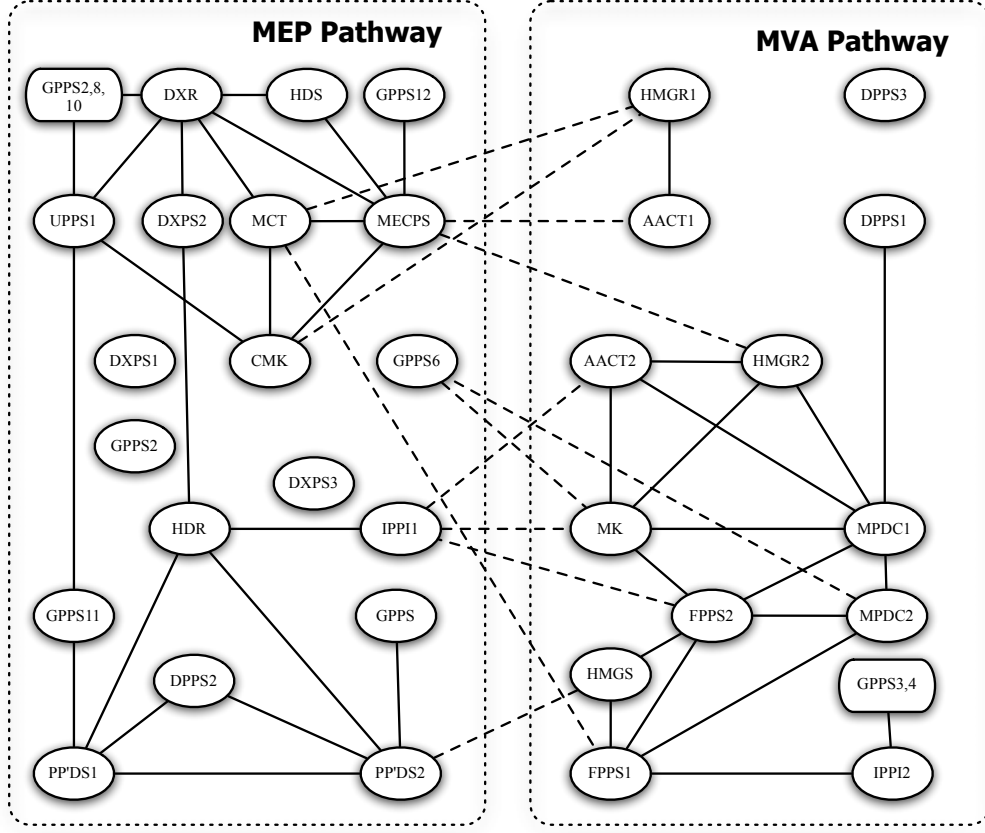 MEP Pathway
GPPS2,8,
10
DXR
HDS
GPPS12
UPPS1
DXPS2
MCT
MECPS
DXPS1
CMK
GPPS6
GPPS2
DXPS3
HDR
IPPI1
GPPS11
GPPS
DPPS2
PP'DS1
PP'DS2
MVA Pathway
HMGR1
DPPS3
AACT1
DPPS1
AACT2
HMGR2
MK
MPDC1
FPPS2
MPDC2
HMGS
GPPS3,4
FPPS1
IPPI2